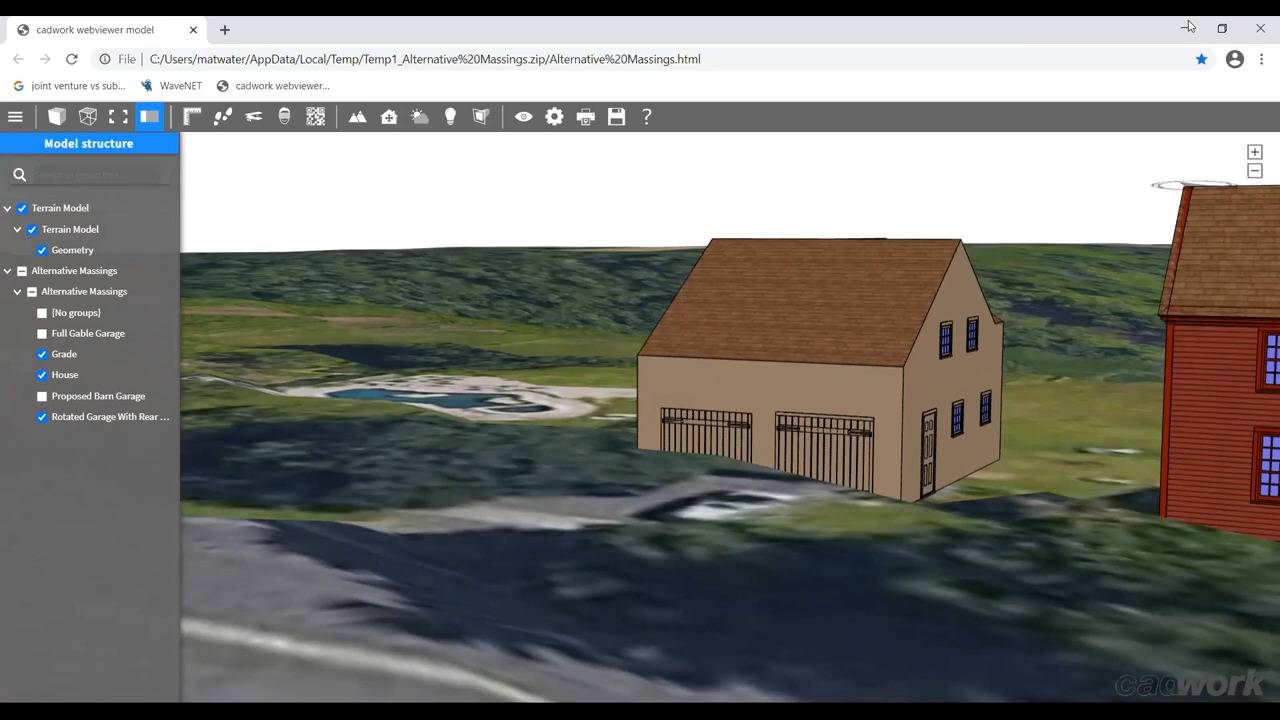 cadwork webviewer model
File C:/Users/matwater/AppData/Local/Temp/Temp1_Alternative%20Massings.zip/Alternative%20Massings.html
joint venture vs sub... WaveNET cadwork webviewer...
Model structure
Terrain Model
Terrain Model
Geometry
Alternative Massings
Alternative Massings
{No groups}
Full Gable Garage
Grade
House
Proposed Barn Garage
Rotated Garage With Rear ...
cadwork